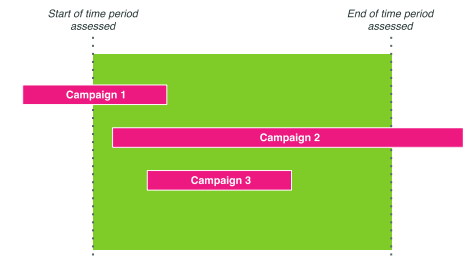 Start of time period
assessed
End of time period
assessed
Campaign 1
Campaign 2
Campaign 3